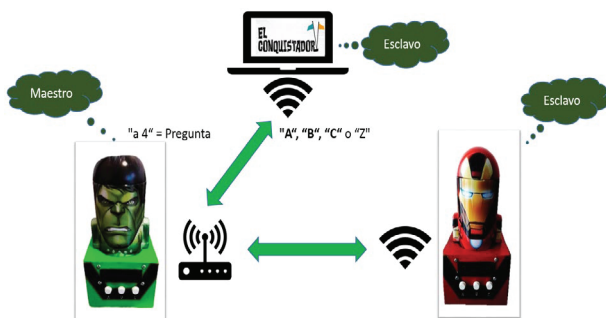 EL
CONQUISTADOR
Esclavo
Maestro
Esclavo
"a 4“ = Pregunta
"A“, “B“, “C“ o “Z”